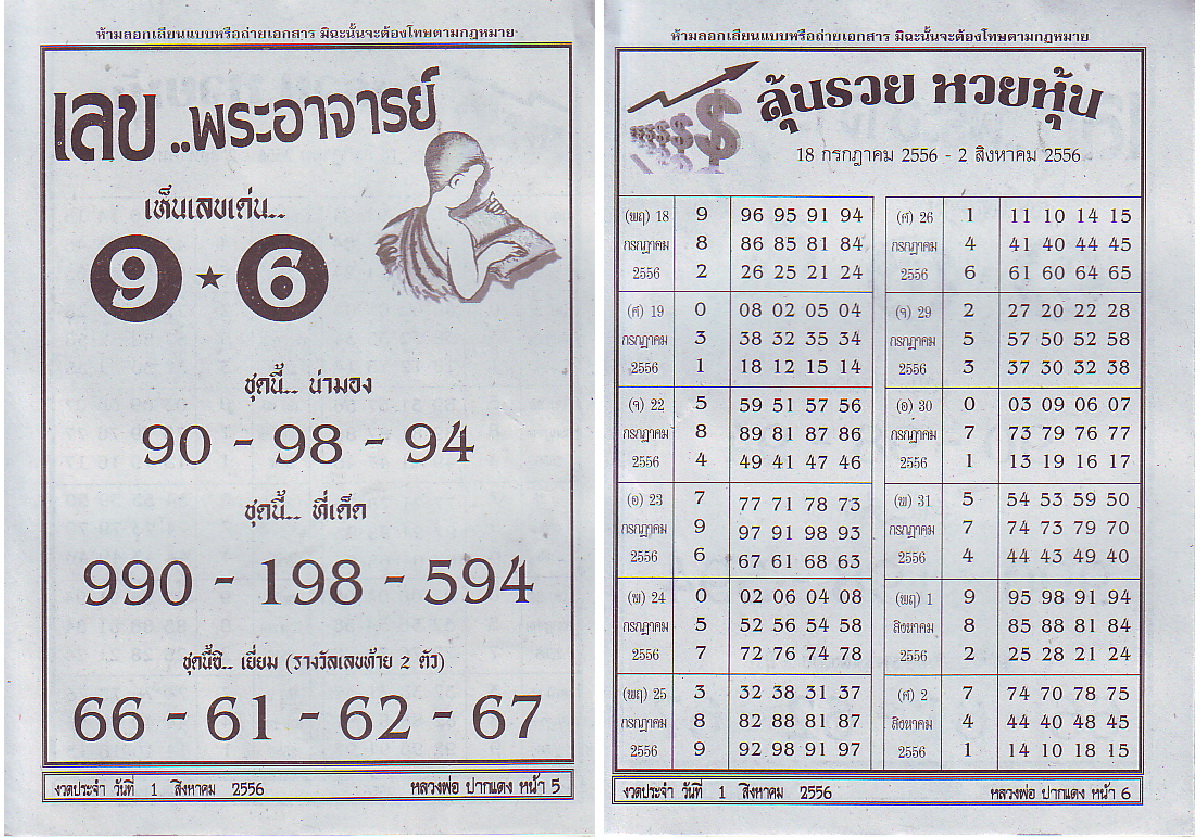 ห้ามลอกเลียนแบบหรือถ่ายเอกสาร มิฉะนั้นจะต้องโทษตามกฎหมาย
เลข ..พระอาจารย์
เห็นเลขเด่น...
9 ★ 6
ชุดนี้... น่ามอง
90 - 98 - 94
ชุดนี้... ที่เด็ด
990 - 198 - 594
ชุดนี้ซิ... เยี่ยม (รางวัลเลขท้าย 2 ตัว)
66 - 61 - 62 - 67
งวดประจำ วันที่ 1 สิงหาคม 2556 หลวงพ่อ ปากแดง หน้า 5
ห้ามลอกเลียนแบบหรือถ่ายเอกสาร มิฉะนั้นจะต้องโทษตามกฎหมาย
ลุ้นรวย หวยหุ้น
18 กรกฎาคม 2556 - 2 สิงหาคม 2556
(พฤ) 18 9 96 95 91 94
กรกฎาคม 8 86 85 81 84
2556 2 26 25 21 24
(ศ) 19 0 08 02 05 04
กรกฎาคม 3 38 32 35 34
2556 1 18 12 15 14
(จ) 22 5 59 51 57 56
กรกฎาคม 8 89 81 87 86
2556 4 49 41 47 46
(อ) 23 7 77 71 78 73
กรกฎาคม 9 97 91 98 93
2556 6 67 61 68 63
(พ) 24 0 02 06 04 08
กรกฎาคม 5 52 56 54 58
2556 7 72 76 74 78
(พฤ) 25 3 32 38 31 37
กรกฎาคม 8 82 88 81 87
2556 9 92 98 91 97
(ศ) 26 1 11 10 14 15
กรกฎาคม 4 41 40 44 45
2556 6 61 60 64 65
(จ) 29 2 27 20 22 28
กรกฎาคม 5 57 50 52 58
2556 3 37 30 32 38
(อ) 30 0 03 09 06 07
กรกฎาคม 7 73 79 76 77
2556 1 13 19 16 17
(พ) 31 5 54 53 59 50
กรกฎาคม 7 74 73 79 70
2556 4 44 43 49 40
(พฤ) 1 9 95 98 91 94
สิงหาคม 8 85 88 81 84
2556 2 25 28 21 24
(ศ) 2 7 74 70 78 75
สิงหาคม 4 44 40 48 45
2556 1 14 10 18 15
งวดประจำ วันที่ 1 สิงหาคม 2556 หลวงพ่อ ปากแดง หน้า 6